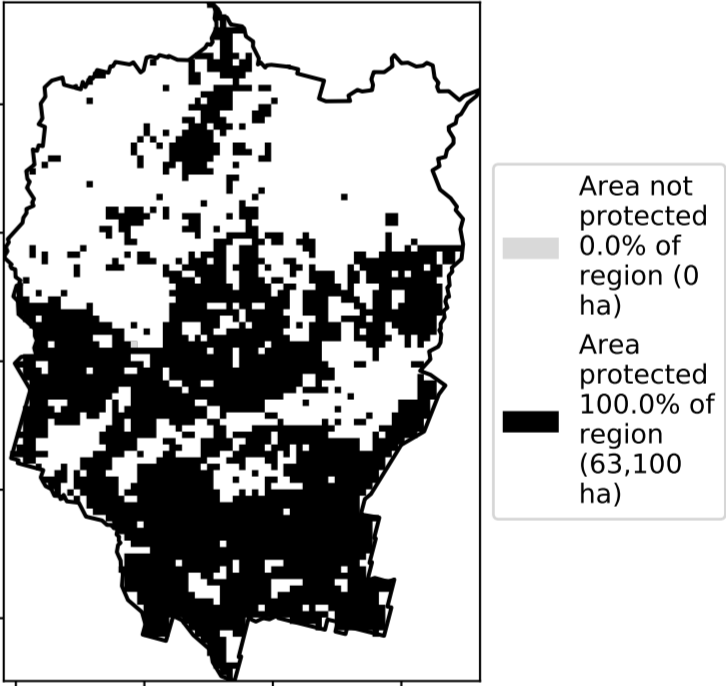 Area not
protected
0.0% of
region (0
ha)
Area
protected
100.0% of
region
(63,100
ha)